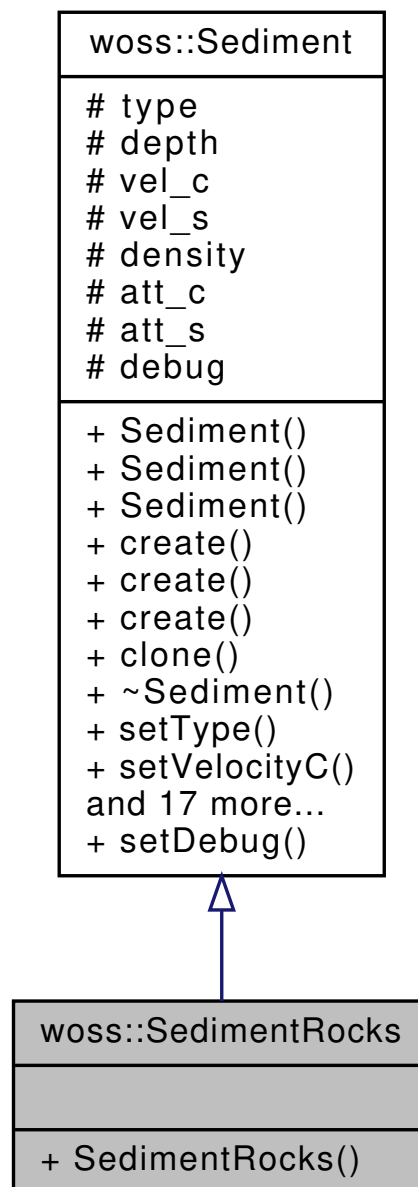 woss::Sediment
# type
# depth
# vel_c
# vel_s
# density
# att_c
# att_s
# debug
+ Sediment()
+ Sediment()
+ Sediment()
+ create()
+ create()
+ create()
+ clone()
+ ~Sediment()
+ setType()
+ setVelocityC()
and 17 more...
+ setDebug()
woss::SedimentRocks
+ SedimentRocks()